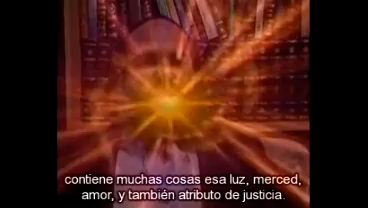 contiene muchas cosas esa luz, merced,
amor, y también atributo de justicia.